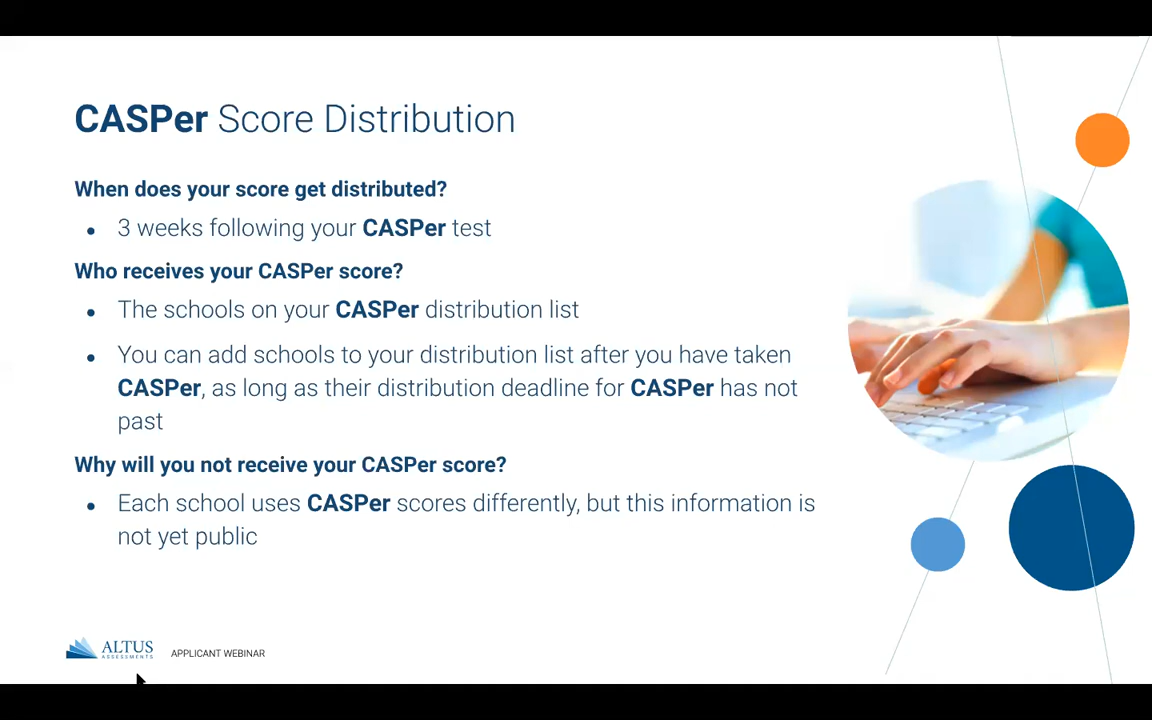 CASPer Score Distribution
When does your score get distributed?
• 3 weeks following your CASPer test
Who receives your CASPer score?
• The schools on your CASPer distribution list
• You can add schools to your distribution list after you have taken
CASPer, as long as their distribution deadline for CASPer has not
past
Why will you not receive your CASPer score?
• Each school uses CASPer scores differently, but this information is
not yet public
ALTUS
ASSESSMENTS
APPLICANT WEBINAR